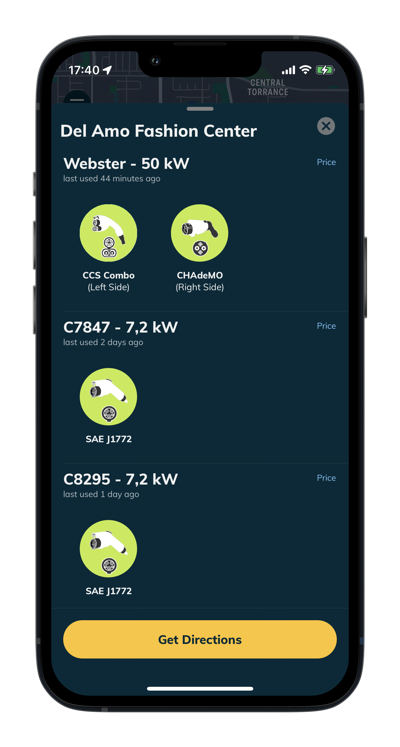 17:40
CENTRAL
TORRANCE
Del Amo Fashion Center
Webster - 50 kW
Price
last used 44 minutes ago
CCS Combo
(Left Side)
CHAdeMO
(Right Side)
C7847 - 7,2 kW
Price
last used 2 days ago
SAE J1772
C8295 - 7,2 kW
Price
last used 1 day ago
SAE J1772
Get Directions